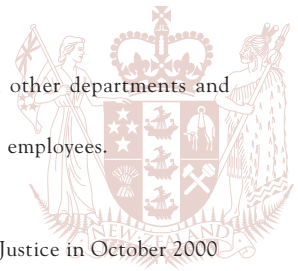 other departments and
employees.
NEW ZEALAND
Justice in October 2000